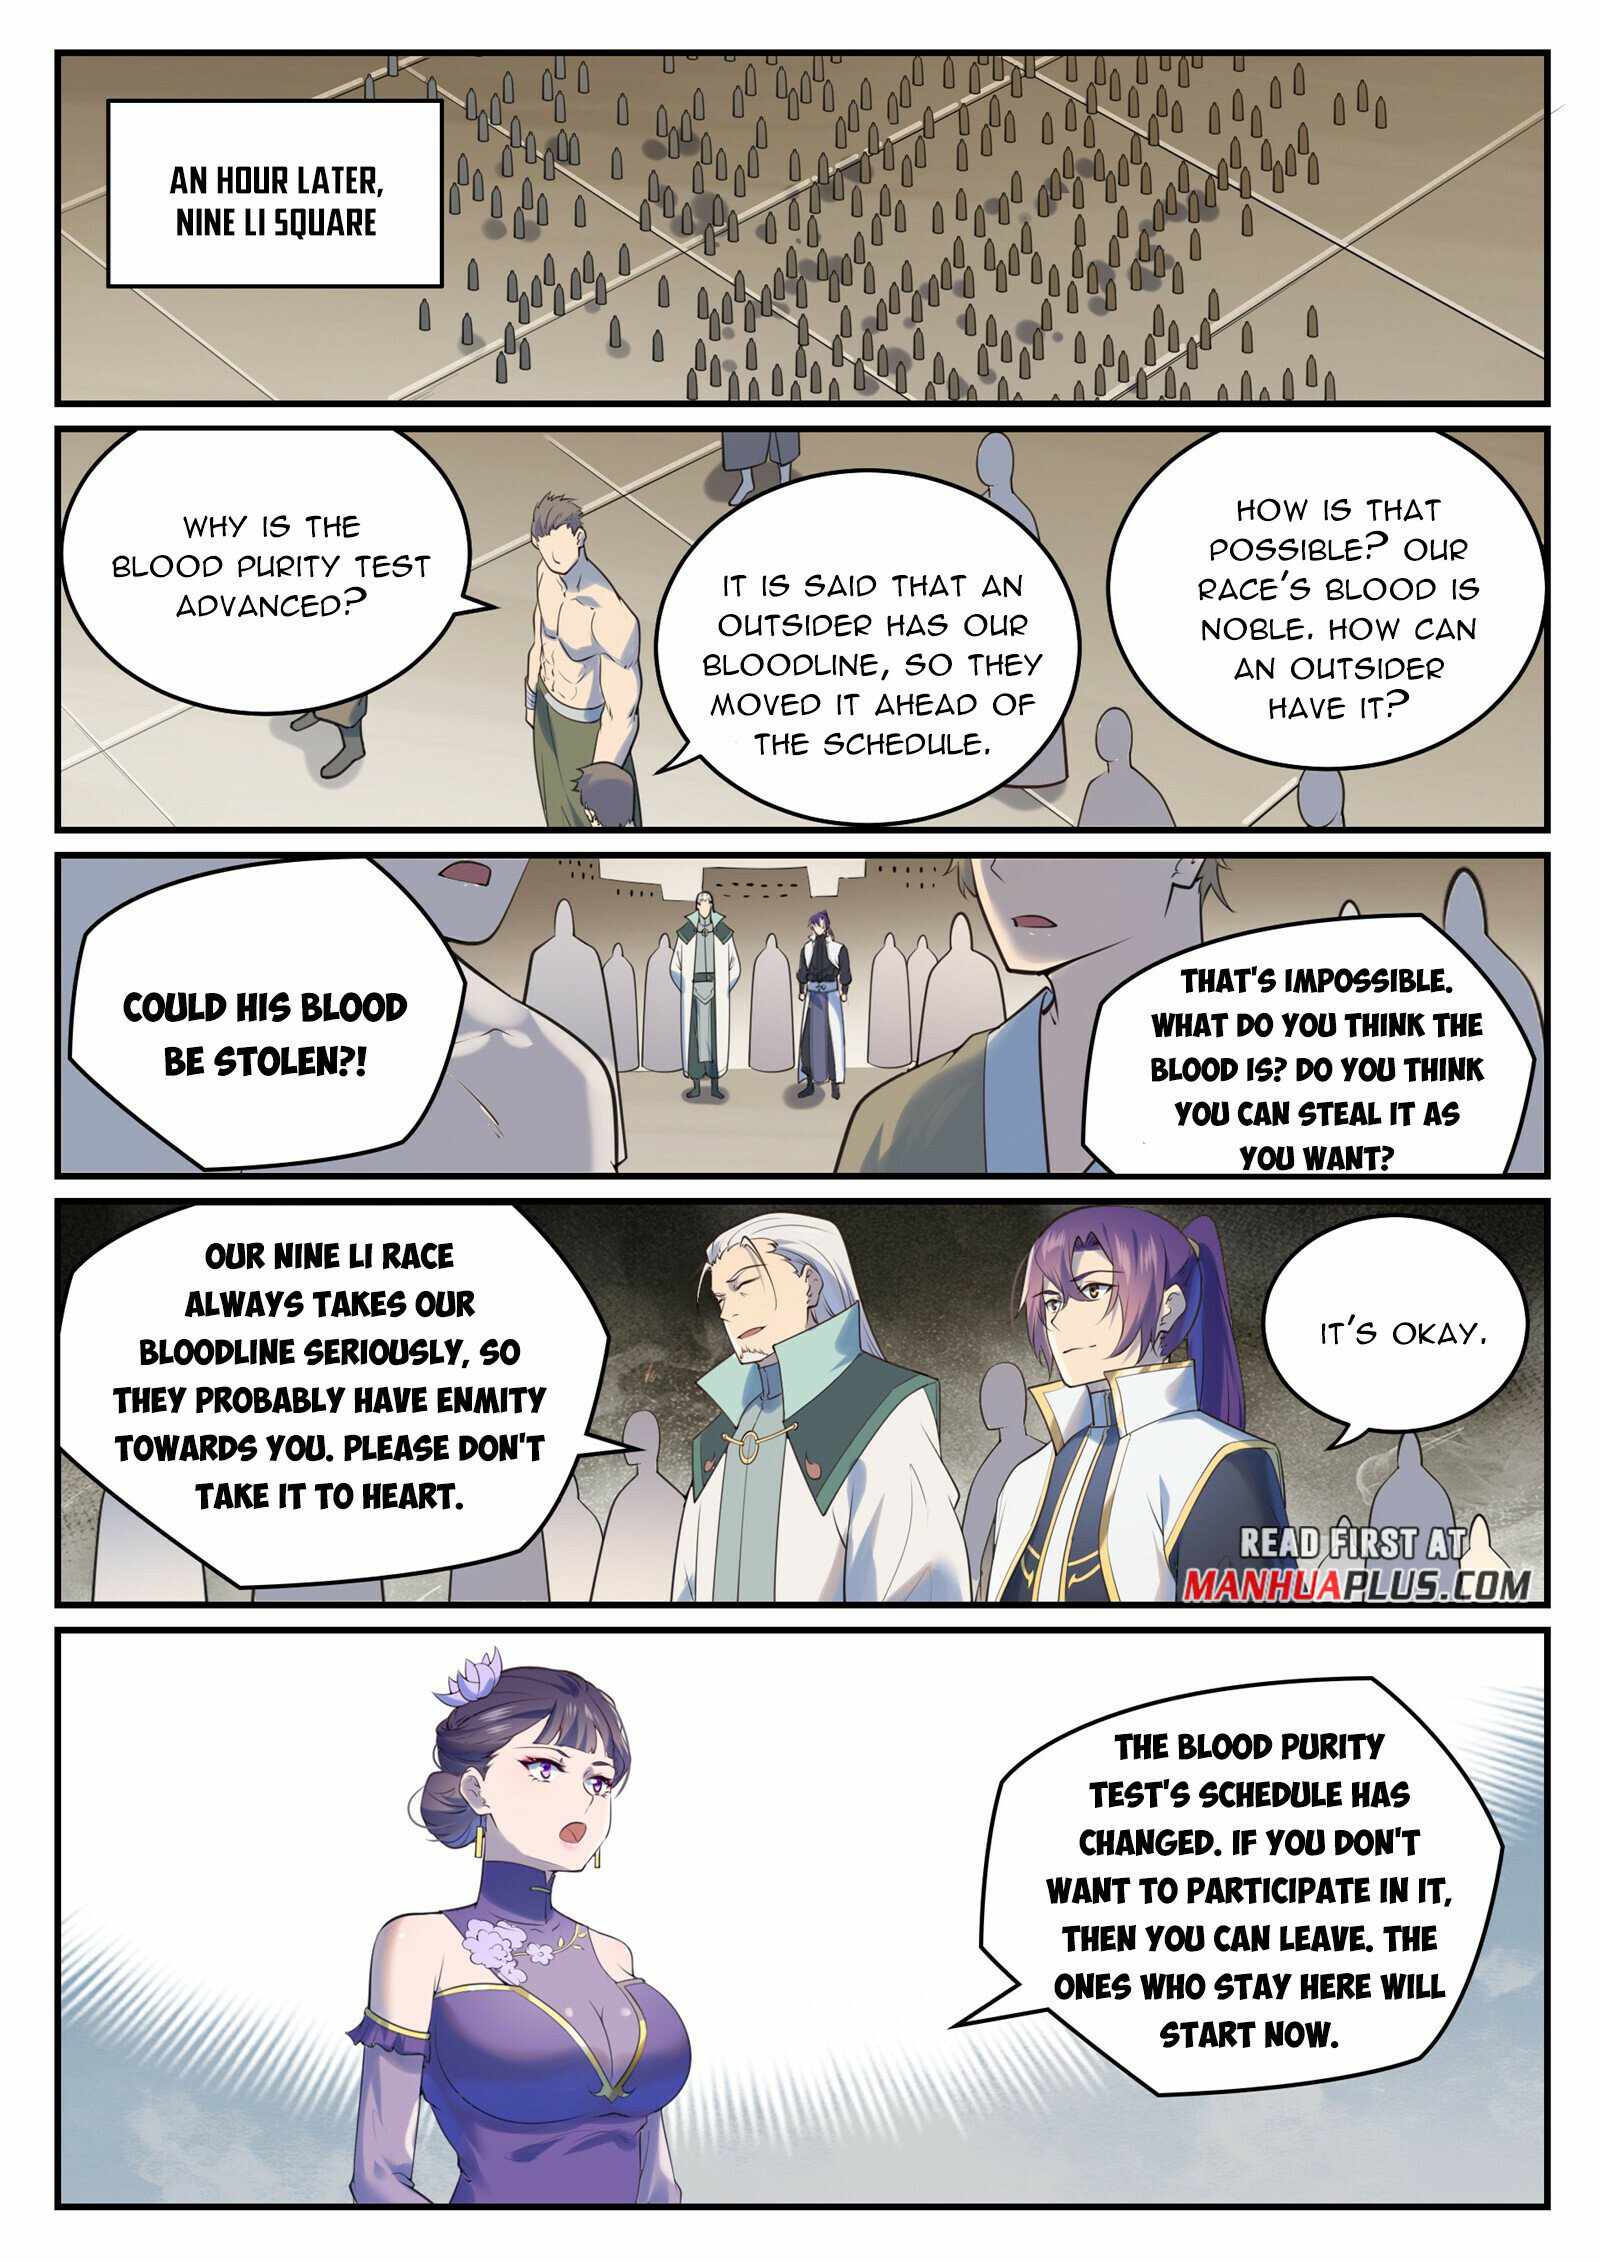 AN HOUR LATER,
NINE LI SQUARE
WHY IS THE
BLOOD PURITY TEST
ADVANCED?
IT IS SAID THAT AN
OUTSIDER HAS OUR
BLOODLINE, SO THEY
MOVED IT AHEAD OF
THE SCHEDULE.
HOW IS THAT
POSSIBLE? OUR
RACE'S BLOOD IS
NOBLE. HOW CAN
AN OUTSIDER
HAVE IT?
COULD HIS BLOOD
BE STOLEN?!
THAT'S IMPOSSIBLE.
WHAT DO YOU THINK THE
BLOOD IS? DO YOU THINK
YOU CAN STEAL IT AS
YOU WANT?
OUR NINE LI RACE
ALWAYS TAKES OUR
BLOODLINE SERIOUSLY, SO
THEY PROBABLY HAVE ENMITY
TOWARDS YOU. PLEASE DON'T
TAKE IT TO HEART.
IT'S OKAY.
READ FIRST AT
MANHUAPLUS.COM
THE BLOOD PURITY
TEST'S SCHEDULE HAS
CHANGED. IF YOU DON'T
WANT TO PARTICIPATE IN IT,
THEN YOU CAN LEAVE. THE
ONES WHO STAY HERE WILL
START NOW.